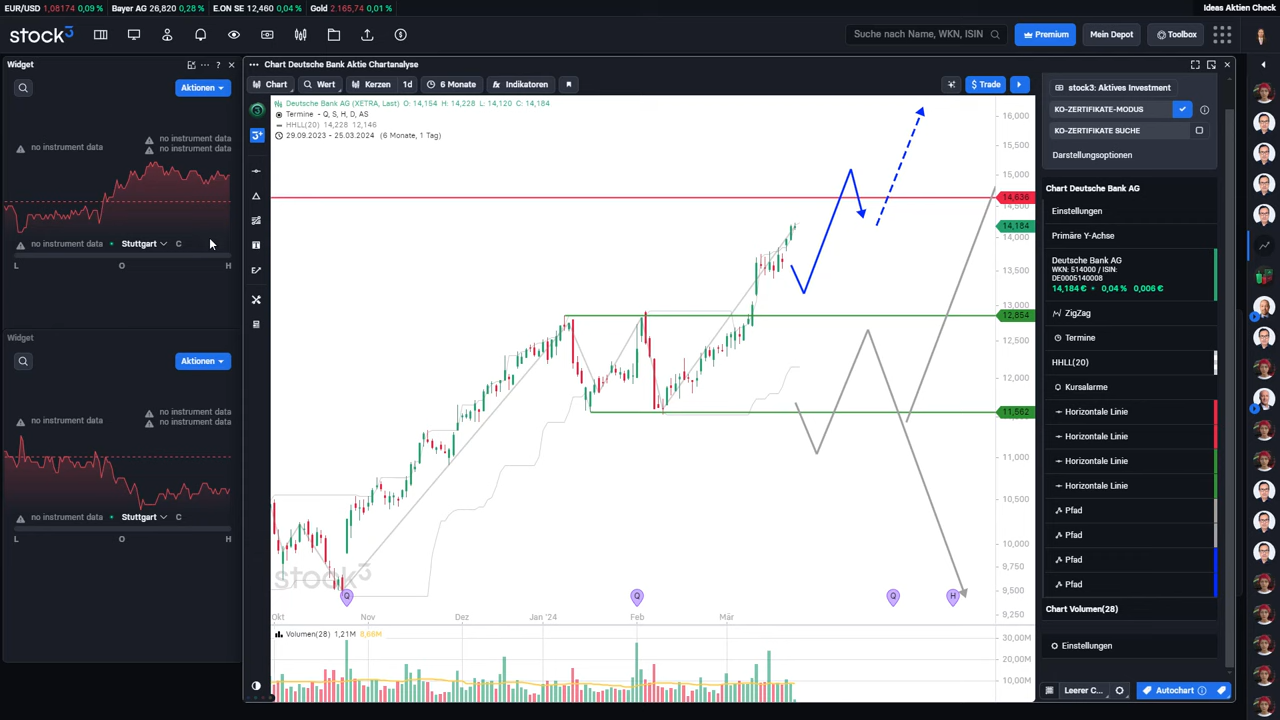 EUR/USD 1,08174 0,09 % Bayer AG 26,820 0,28 % E.ON SE 12,460 0,04 % Gold 2.165,74 0,01 %
Ideas Aktien Check
stock3
Suche nach Name, WKN, ISIN
Premium
Mein Depot
Toolbox
Widget
?
Aktionen
no instrument data
no instrument data
no instrument data
no instrument data
Stuttgart
C
L O H
Widget
Aktionen
no instrument data
no instrument data
no instrument data
no instrument data
Stuttgart
C
L O H
Chart Deutsche Bank Aktie Chartanalyse
Chart
Wert
Kerzen
1d
6 Monate
Indikatoren
Trade
Deutsche Bank AG (XETRA, Last) O: 14,154 H: 14,228 L: 14,120 C: 14,184
Termine - Q, S, H, D, AS
HHLL(20) 14,228 12,146
29.09.2023 - 25.03.2024 (6 Monate, 1 Tag)
16,000
15,500
15,000
14,636
14,500
14,184
14,000
13,500
13,000
12,854
12,500
12,000
11,562
11,000
10,500
10,000
9,750
9,500
9,250
stock3
Q Q Q H
Okt Nov Dez Jan '24 Feb Mär
Volumen(28) 1,21M 8,66M
30,00M
20,00M
10,00M
stock3: Aktives Investment
KO-ZERTIFIKATE-MODUS
KO-ZERTIFIKATE SUCHE
Darstellungsoptionen
Chart Deutsche Bank AG
Einstellungen
Primäre Y-Achse
Deutsche Bank AG
WKN: 514000 / ISIN:
DE0005140008
14,184 € 0,04 % 0,006 €
ZigZag
Termine
HHLL(20)
Kursalarme
Horizontale Linie
Horizontale Linie
Horizontale Linie
Horizontale Linie
Pfad
Pfad
Pfad
Pfad
Chart Volumen(28)
Einstellungen
Leerer C...
Autochart